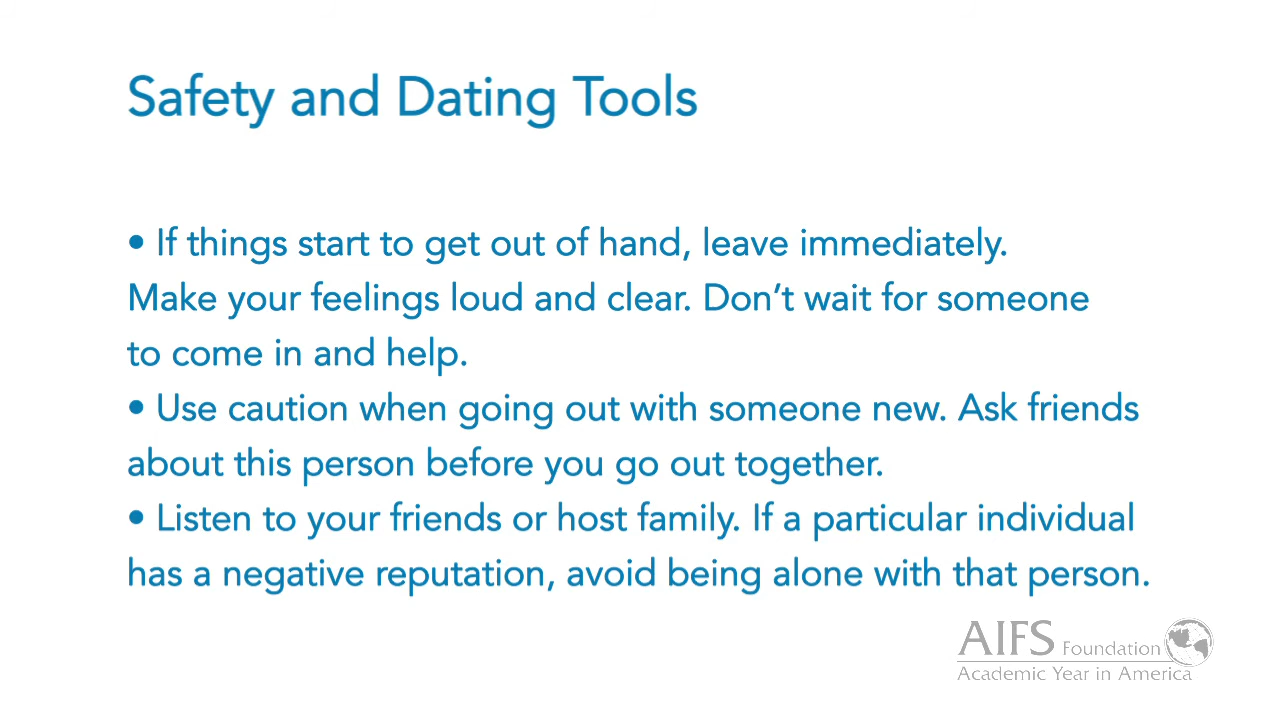 Safety and Dating Tools
• If things start to get out of hand, leave immediately.
Make your feelings loud and clear. Don’t wait for someone
to come in and help.
• Use caution when going out with someone new. Ask friends
about this person before you go out together.
• Listen to your friends or host family. If a particular individual
has a negative reputation, avoid being alone with that person.
AIFS Foundation
Academic Year in America